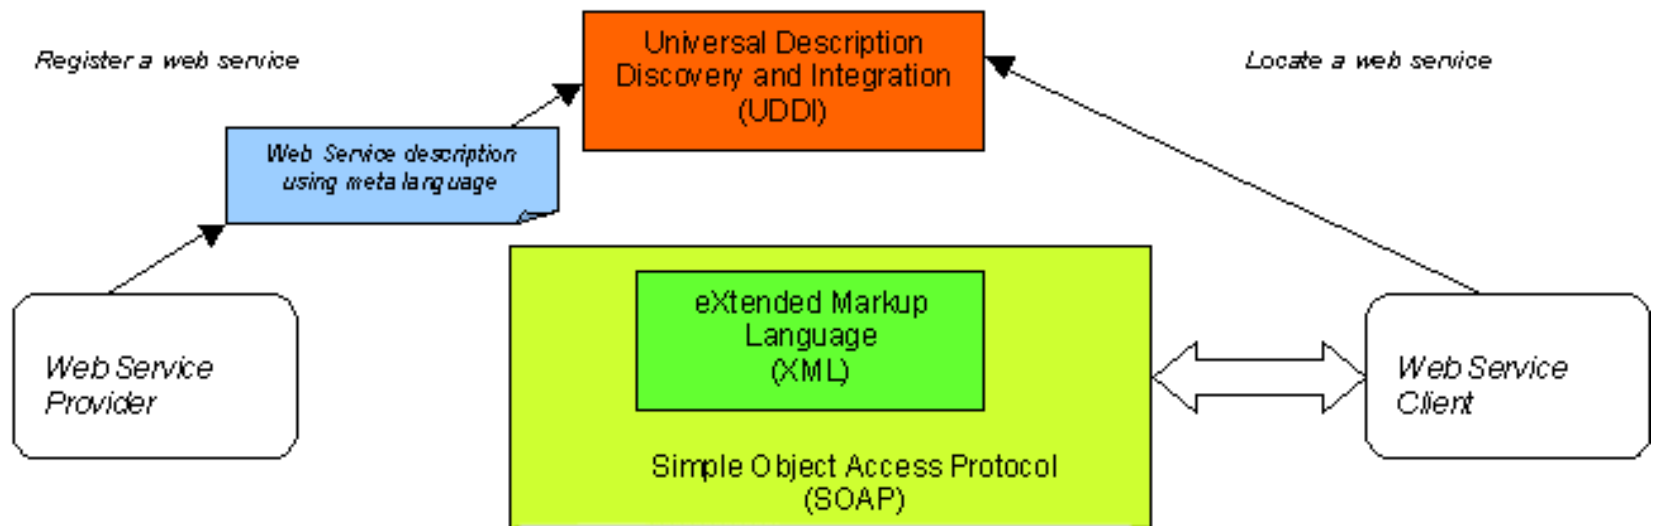 Register a web service
Universal Description
Discovery and Integration
(UDDI)
Locate a web service
Web Service description
using meta language
eXtended Markup
Language
(XML)
Web Service
Provider
Web Service
Client
Simple Object Access Protocol
(SOAP)